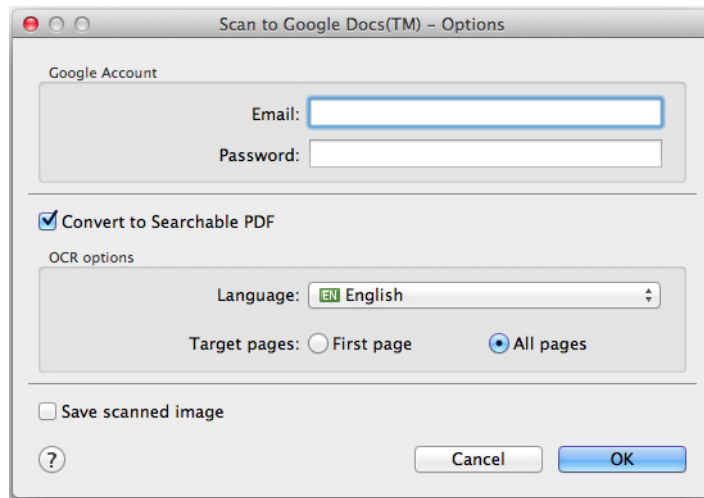 Scan to Google Docs(TM) – Options
Google Account
Email:
Password:
Convert to Searchable PDF
OCR options
Language: EN English
Target pages: First page All pages
Save scanned image
? Cancel OK